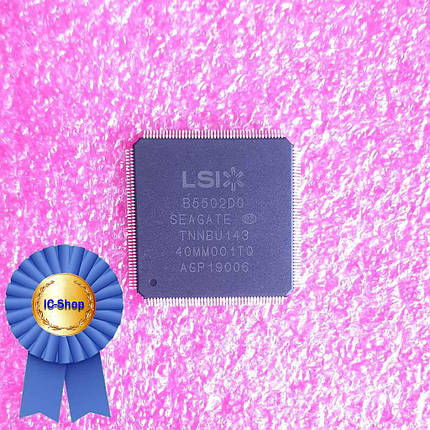 LSI
B5502D0
SEAGATE
TNNBU143
40MM001TQ
AGP19006
IC-Shop